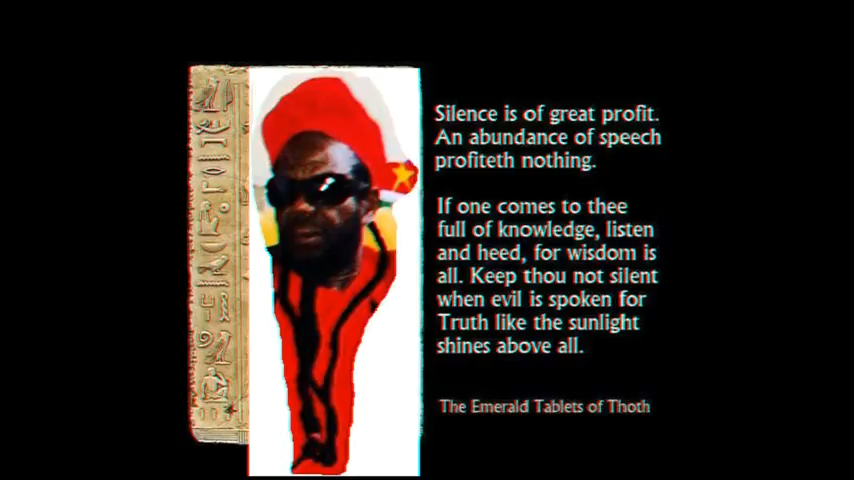 Silence is of great profit.
An abundance of speech
profiteth nothing.
If one comes to thee
full of knowledge, listen
and heed, for wisdom is
all. Keep thou not silent
when evil is spoken for
Truth like the sunlight
shines above all.
The Emerald Tablets of Thoth